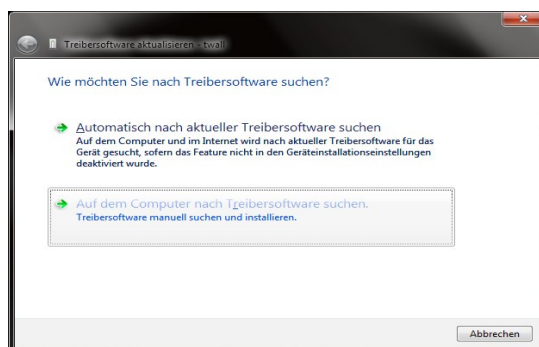 Treibersoftware aktualisieren - twall
Wie möchten Sie nach Treibersoftware suchen?
Automatisch nach aktueller Treibersoftware suchen
Auf dem Computer und im Internet wird nach aktueller Treibersoftware für das
Gerät gesucht, sofern das Feature nicht in den Geräteinstallationseinstellungen
deaktiviert wurde.
Auf dem Computer nach Treibersoftware suchen.
Treibersoftware manuell suchen und installieren.
Abbrechen